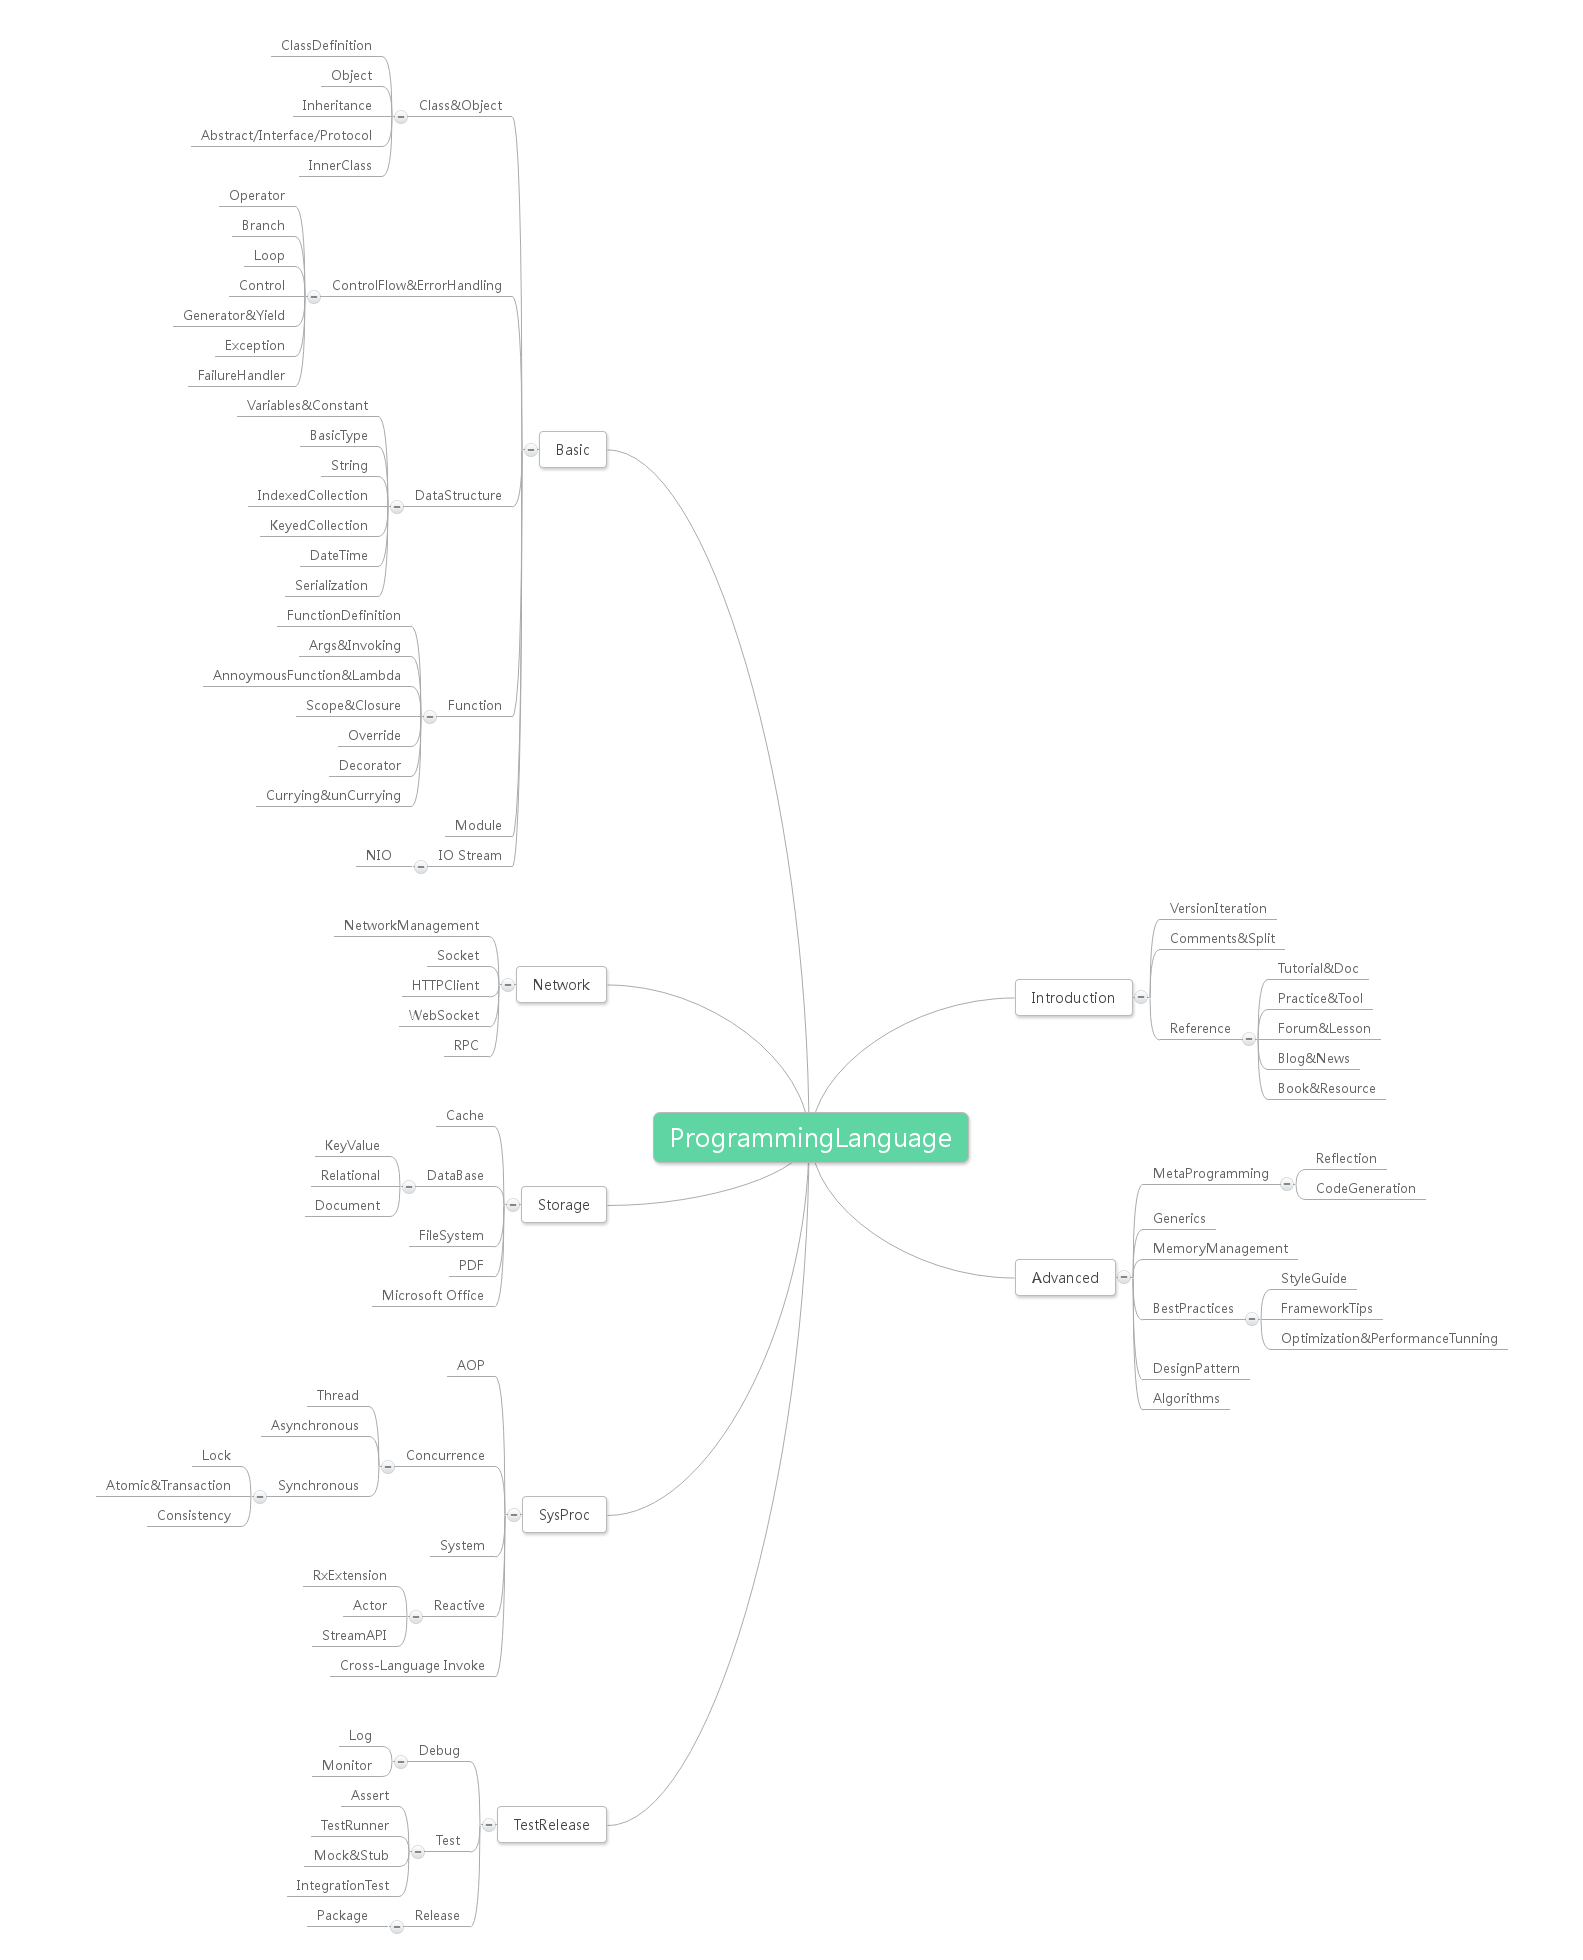 ProgrammingLanguage
Introduction
VersionIteration
Comments&Split
Reference
Tutorial&Doc
Practice&Tool
Forum&Lesson
Blog&News
Book&Resource
Advanced
MetaProgramming
Reflection
CodeGeneration
Generics
MemoryManagement
BestPractices
StyleGuide
FrameworkTips
Optimization&PerformanceTunning
DesignPattern
Algorithms
Basic
Class&Object
ClassDefinition
Object
Inheritance
Abstract/Interface/Protocol
InnerClass
ControlFlow&ErrorHandling
Operator
Branch
Loop
Control
Generator&Yield
Exception
FailureHandler
DataStructure
Variables&Constant
BasicType
String
IndexedCollection
KeyedCollection
DateTime
Serialization
Function
FunctionDefinition
Args&Invoking
AnnoymousFunction&Lambda
Scope&Closure
Override
Decorator
Currying&unCurrying
Module
IO Stream
NIO
Network
NetworkManagement
Socket
HTTPClient
WebSocket
RPC
Storage
Cache
DataBase
KeyValue
Relational
Document
FileSystem
PDF
Microsoft Office
SysProc
AOP
Concurrence
Thread
Asynchronous
Synchronous
Lock
Atomic&Transaction
Consistency
System
Reactive
RxExtension
Actor
StreamAPI
Cross-Language Invoke
TestRelease
Debug
Log
Monitor
Test
Assert
TestRunner
Mock&Stub
IntegrationTest
Release
Package